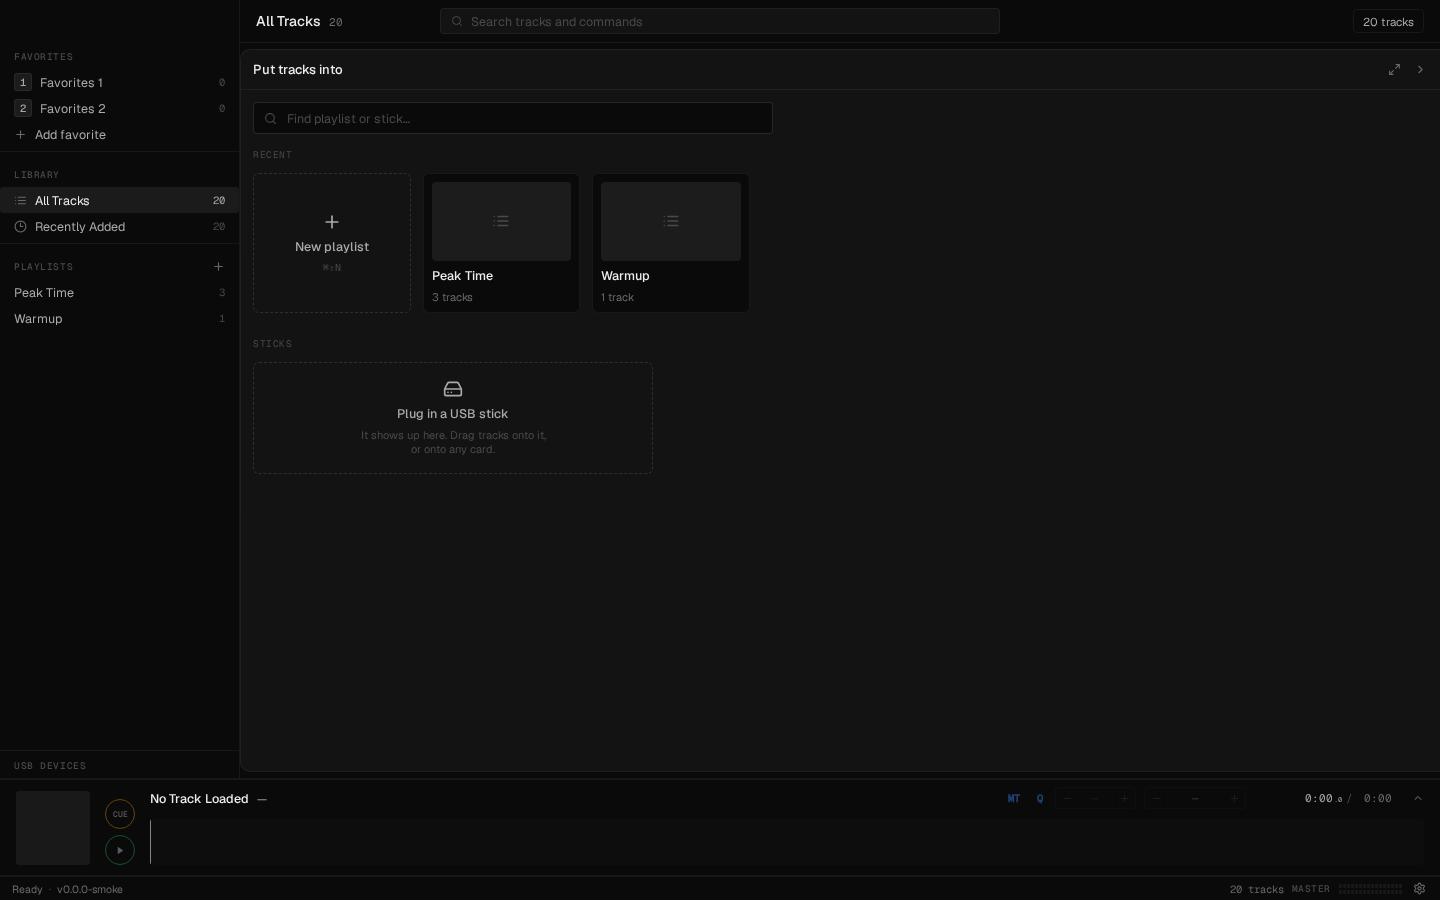 All Tracks 20
Search tracks and commands
20 tracks
FAVORITES
1 Favorites 1 0
2 Favorites 2 0
+ Add favorite
LIBRARY
All Tracks 20
Recently Added 20
PLAYLISTS +
Peak Time 3
Warmup 1
USB DEVICES
Put tracks into
Find playlist or stick…
RECENT
New playlist
⌘⇧N
Peak Time
3 tracks
Warmup
1 track
STICKS
Plug in a USB stick
It shows up here. Drag tracks onto it,
or onto any card.
CUE
No Track Loaded —
MT Q − — + − — + 0:00.0 / 0:00
Ready · v0.0.0-smoke
20 tracks MASTER